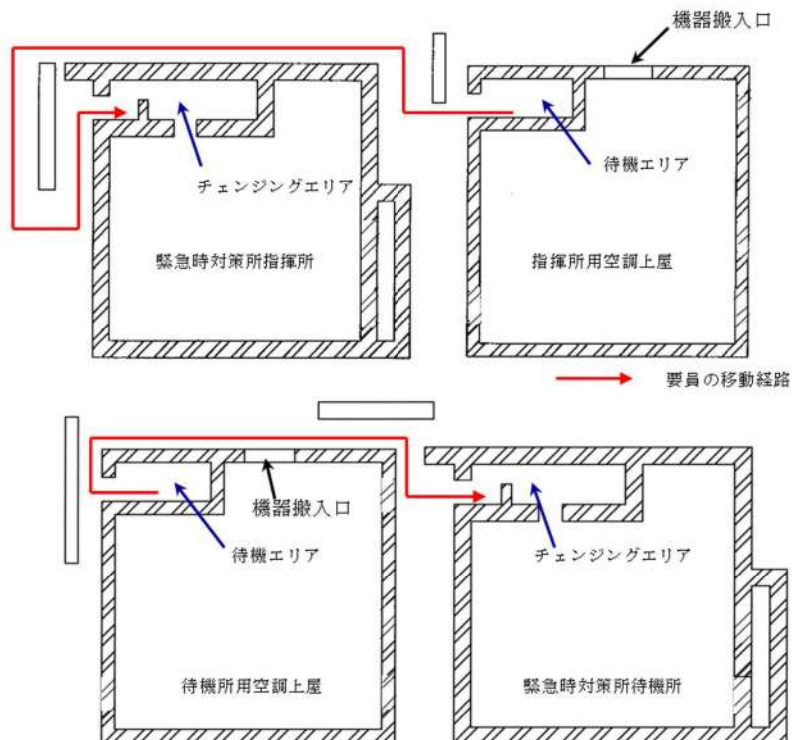 機器搬入口
待機エリア
チェンジングエリア
緊急時対策所指揮所
指揮所用空調上屋
要員の移動経路
機器搬入口
待機エリア
チェンジングエリア
待機所用空調上屋
緊急時対策所待機所